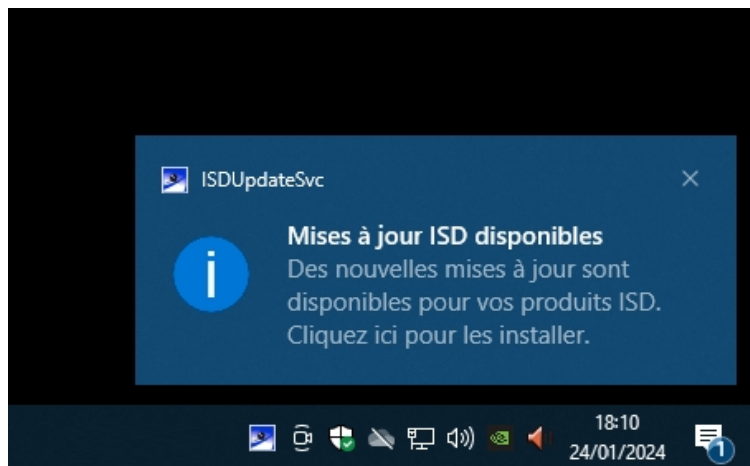 ISDUpdateSvc
Mises à jour ISD disponibles
Des nouvelles mises à jour sont
disponibles pour vos produits ISD.
Cliquez ici pour les installer.
18:10
24/01/2024
1